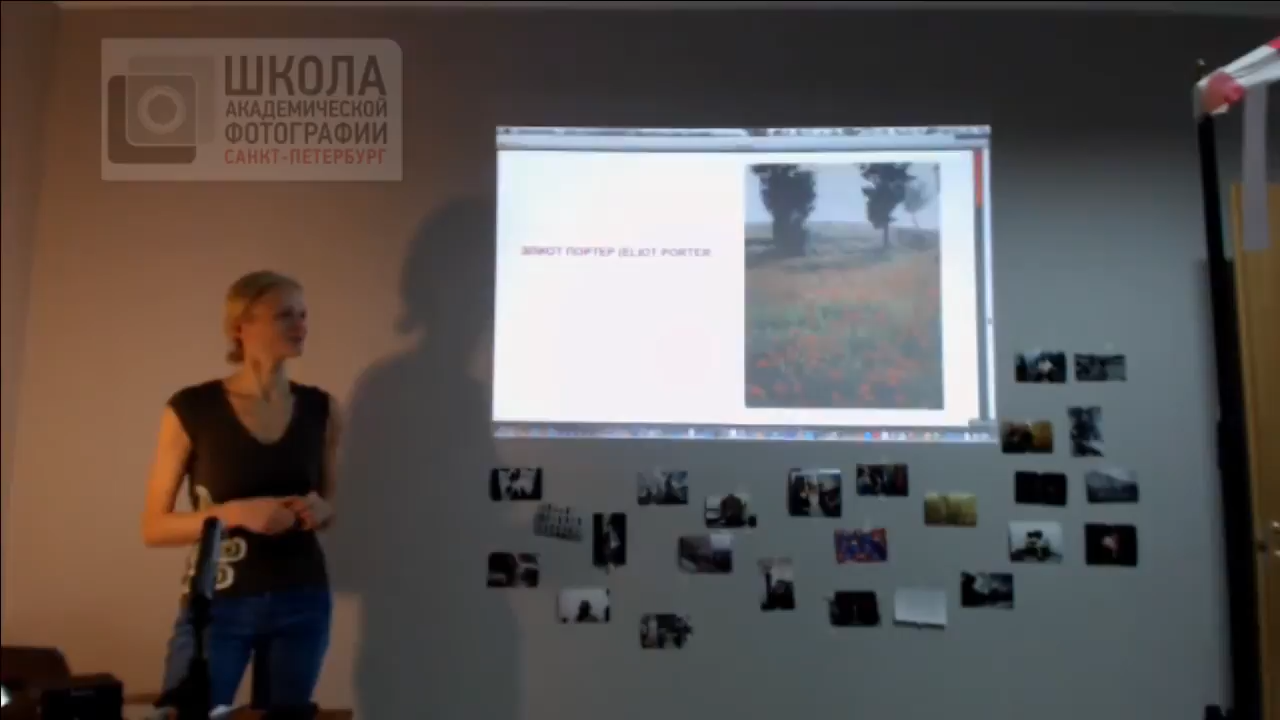 ШКОЛА
АКАДЕМИЧЕСКОЙ
ФОТОГРАФИИ
САНКТ-ПЕТЕРБУРГ
ЭЛИОТ ПОРТЕР (ELIOT PORTER